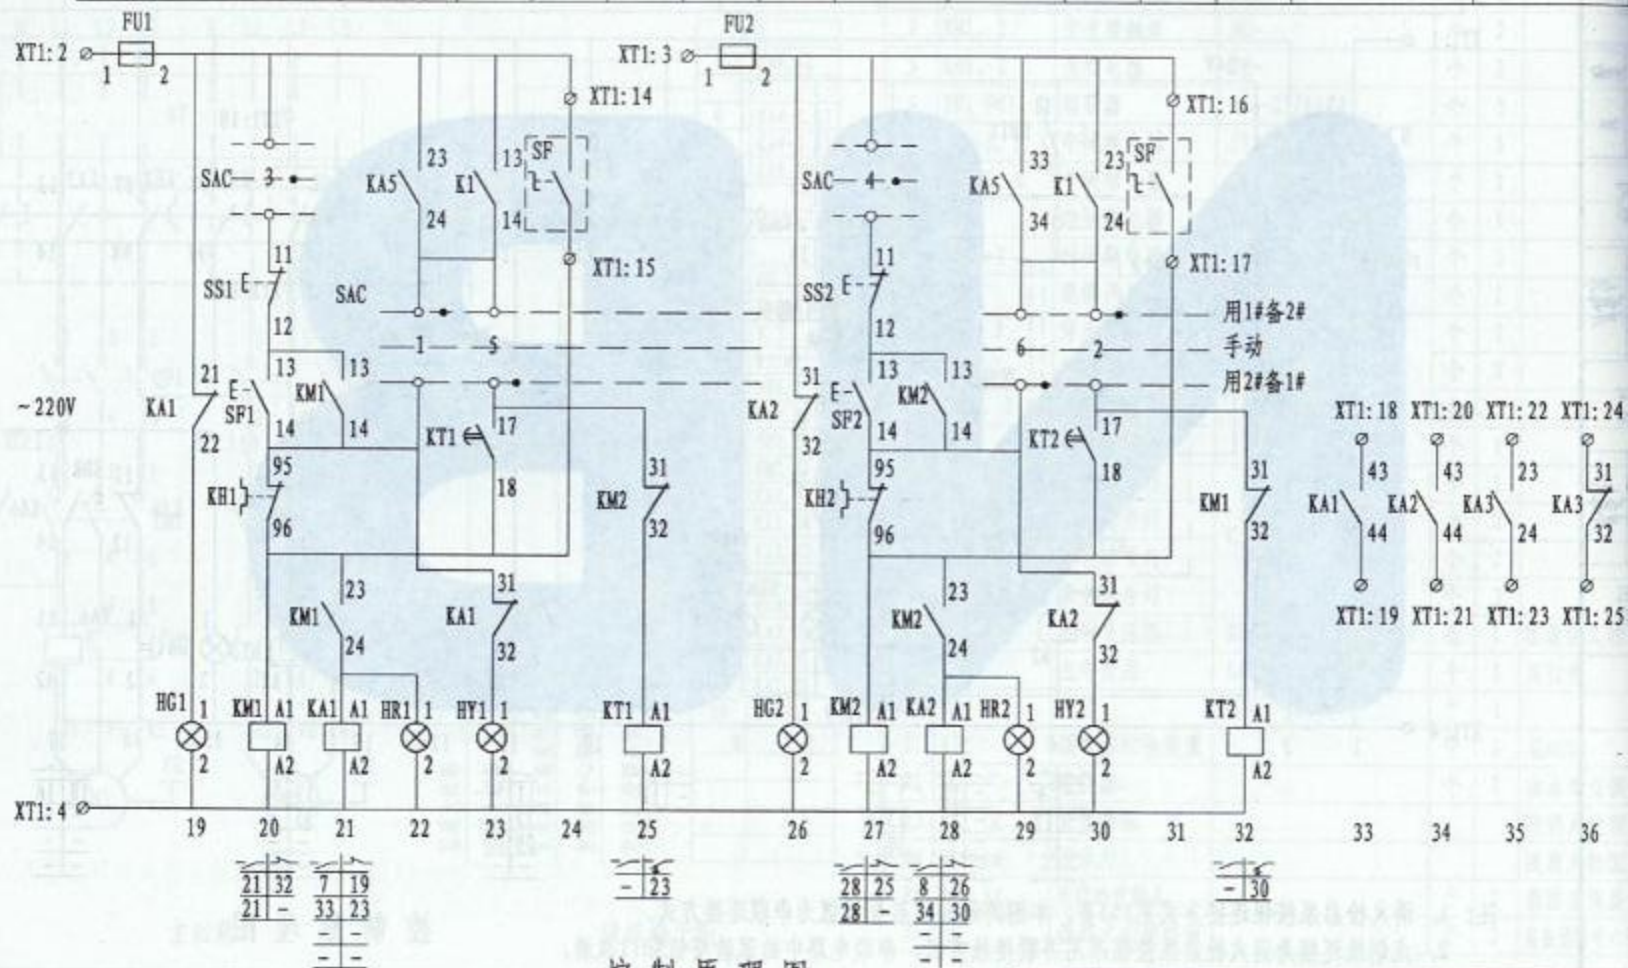 FU1
FU2
XT1:2
1
2
XT1:3
1
2
XT1:14
XT1:16
23
13
SF
33
23
SF
SAC
3
KA5
K1
SAC
4
KA5
K1
24
14
34
24
11
XT1:15
11
XT1:17
SS1
E
SAC
SS2
E
12
12
用1#备2#
1
5
6
2
手动
13
13
13
13
用2#备1#
21
E
KM1
31
E
KM2
~220V
KA1
SF1
KA2
SF2
XT1:18
XT1:20
XT1:22
XT1:24
22
14
14
KT1
17
32
14
14
KT2
17
95
31
95
31
43
43
23
31
KH1
18
KM2
KH2
18
KM1
KA1
KA2
KA3
KA3
96
32
96
32
44
44
24
32
23
31
23
31
KM1
KA1
KM2
KA2
XT1:19
XT1:21
XT1:23
XT1:25
24
32
24
32
HG1
1
KM1
A1
KA1
A1
HR1
1
HY1
1
KT1
A1
HG2
1
KM2
A1
KA2
A1
HR2
1
HY2
1
KT2
A1
2
A2
A2
2
2
A2
2
A2
A2
2
2
A2
XT1:4
19
20
21
22
23
24
25
26
27
28
29
30
31
32
33
34
35
36
21
32
7
19
-
23
28
25
8
26
-
30
21
-
33
23
28
-
34
30
-
-
-
-
-
-
-
-
控制原理图